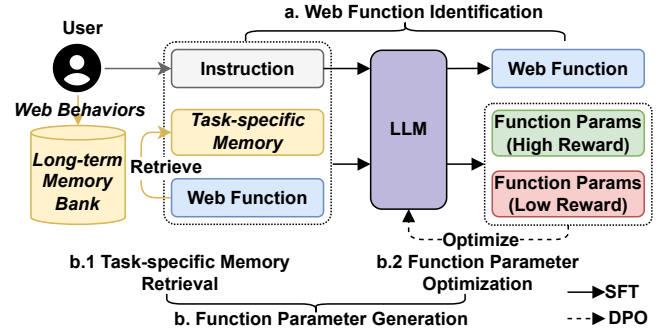 a. Web Function Identification
User
Instruction
Web Function
Web Behaviors
Task-specific
Memory
LLM
Function Params
(High Reward)
Long-term
Memory
Bank
Retrieve
Web Function
Function Params
(Low Reward)
Optimize
b.1 Task-specific Memory
Retrieval
b.2 Function Parameter
Optimization
SFT
b. Function Parameter Generation
DPO